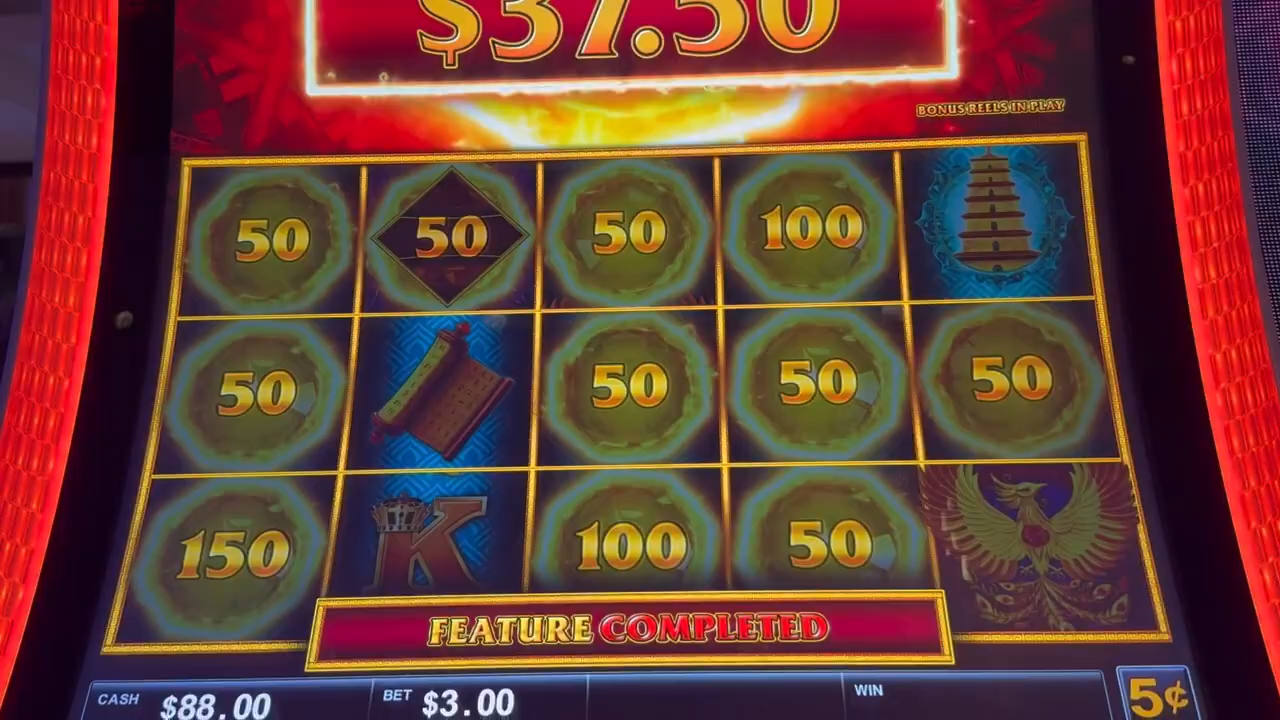 $37.50
BONUS REELS IN PLAY
50 50 50 100
50 50 50 50
150 K 100 50
FEATURE COMPLETED
CASH $88.00 BET $3.00 WIN 5¢